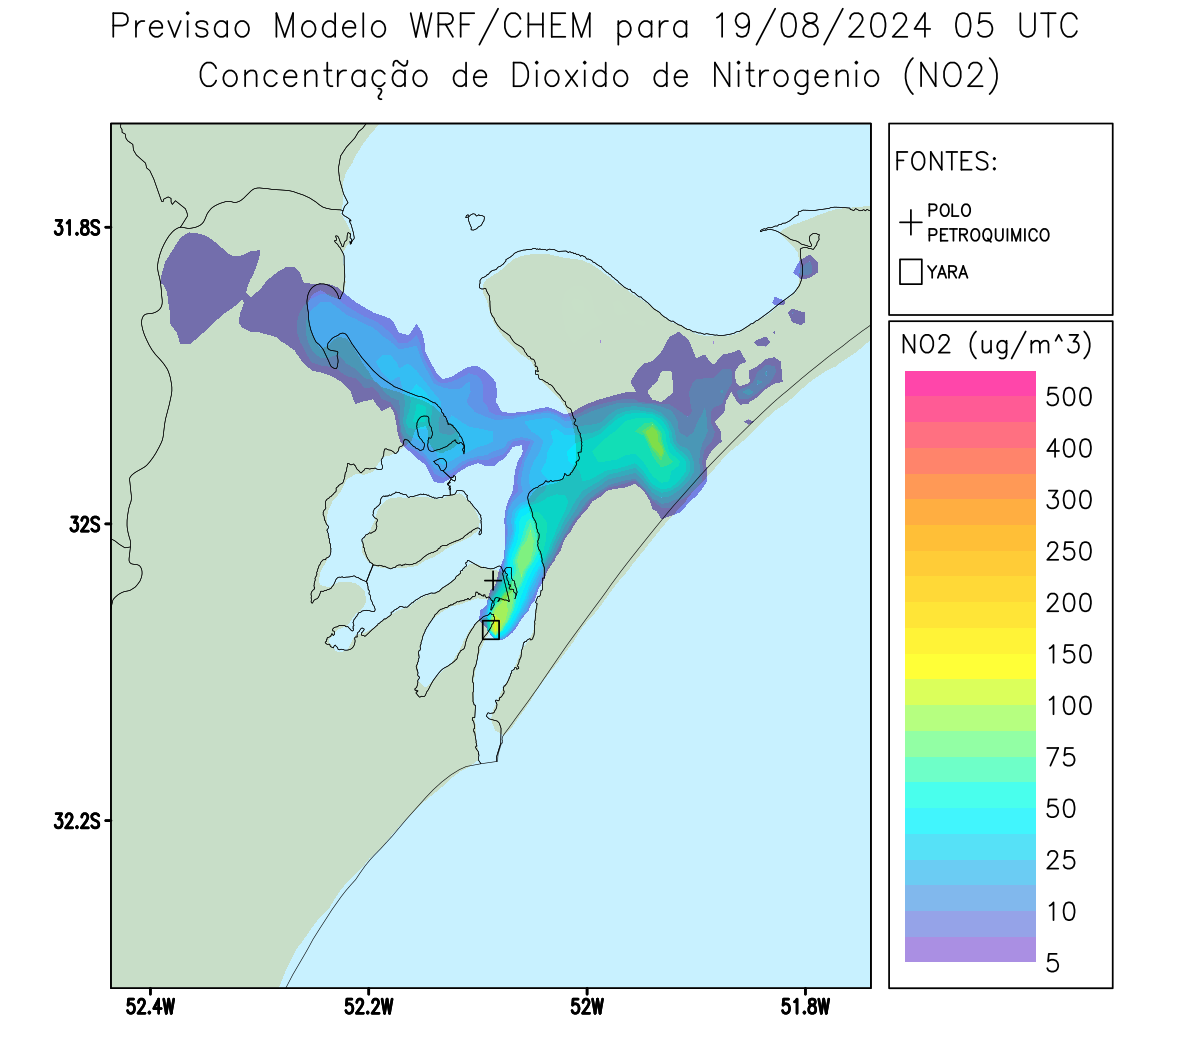 Previsao Modelo WRF/CHEM para 19/08/2024 05 UTC
Concentração de Dioxido de Nitrogenio (NO2)
FONTES:
POLO
PETROQUIMICO
YARA
NO2 (ug/m^3)
500
400
300
250
200
150
100
75
50
25
10
5
31.8S
32S
32.2S
52.4W
52.2W
52W
51.8W